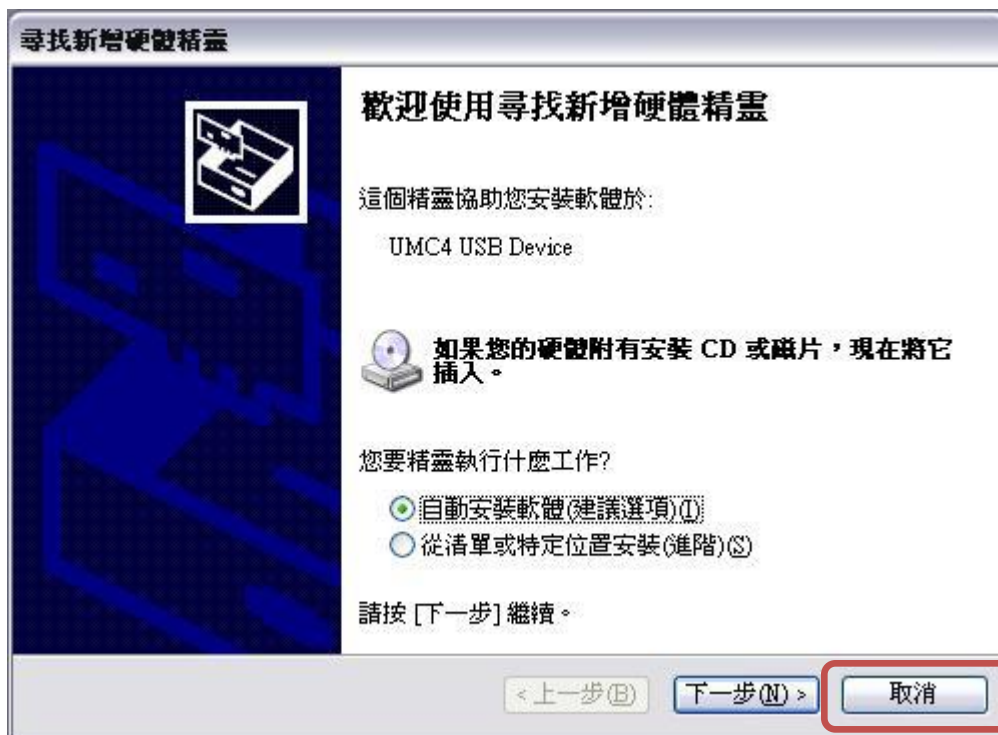 尋找新增硬體精靈
歡迎使用尋找新增硬體精靈
這個精靈協助您安裝軟體於:
UMC4 USB Device
如果您的硬體附有安裝 CD 或磁片，現在將它
插入。
您要精靈執行什麼工作?
自動安裝軟體(建議選項)(I)
從清單或特定位置安裝(進階)(S)
請按 [下一步] 繼續。
< 上一步(B)
下一步(N) >
取消